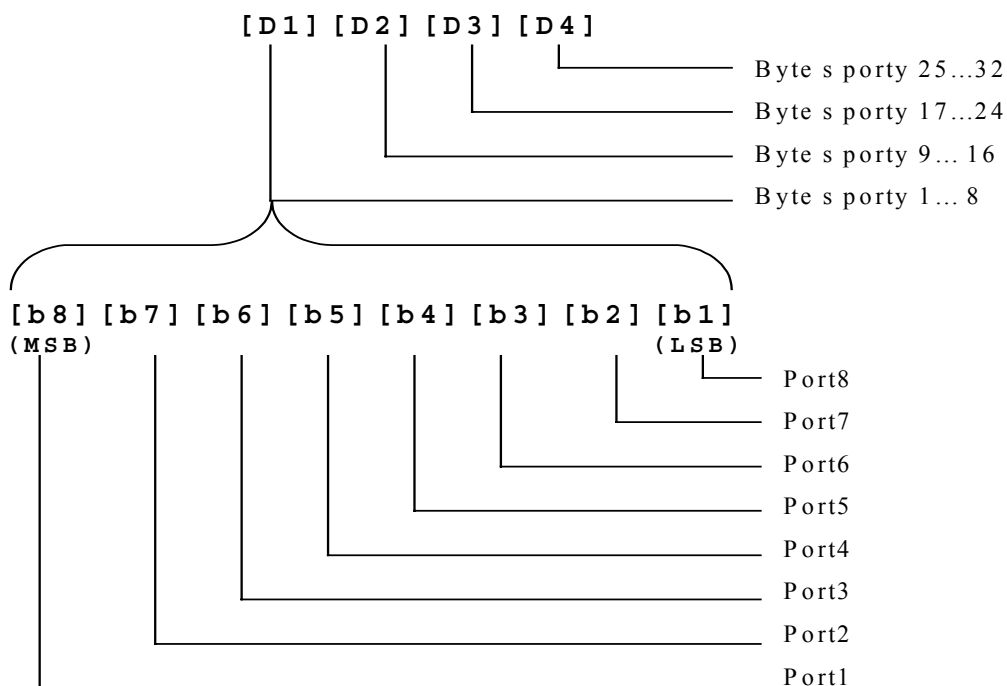 [D1] [D2] [D3] [D4]
Byte s porty 25...32
Byte s porty 17...24
Byte s porty 9... 16
Byte s porty 1... 8
[b8] [b7] [b6] [b5] [b4] [b3] [b2] [b1]
(MSB) (LSB)
Port8
Port7
Port6
Port5
Port4
Port3
Port2
Port1